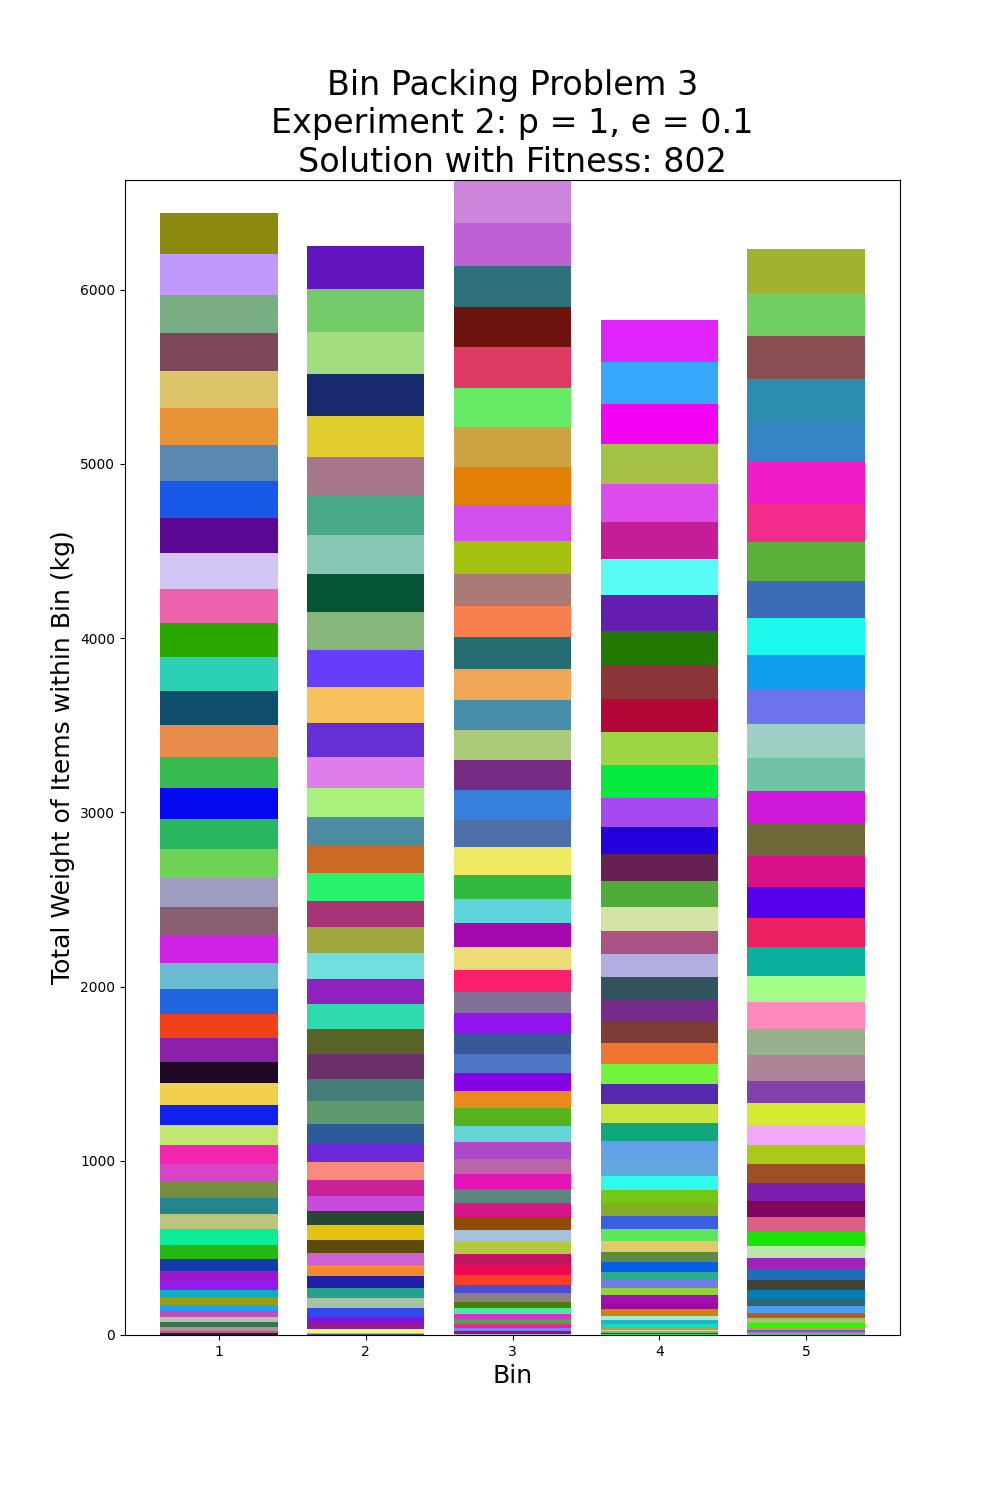 Bin Packing Problem 3
Experiment 2: p = 1, e = 0.1
Solution with Fitness: 802
Total Weight of Items within Bin (kg)
6000
5000
4000
3000
2000
1000
0
1 2 3 4 5
Bin